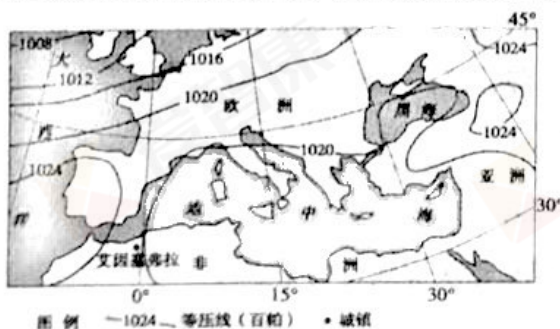 45°
1008
大
1016
1024
1012
1020
欧 洲
黑 海
西
1024
1020
1024
亚 洲
洋
地 中 海
30°
艾因塞弗拉 非 洲
0° 15° 30°
图 例 —1024— 等压线（百帕） • 城镇